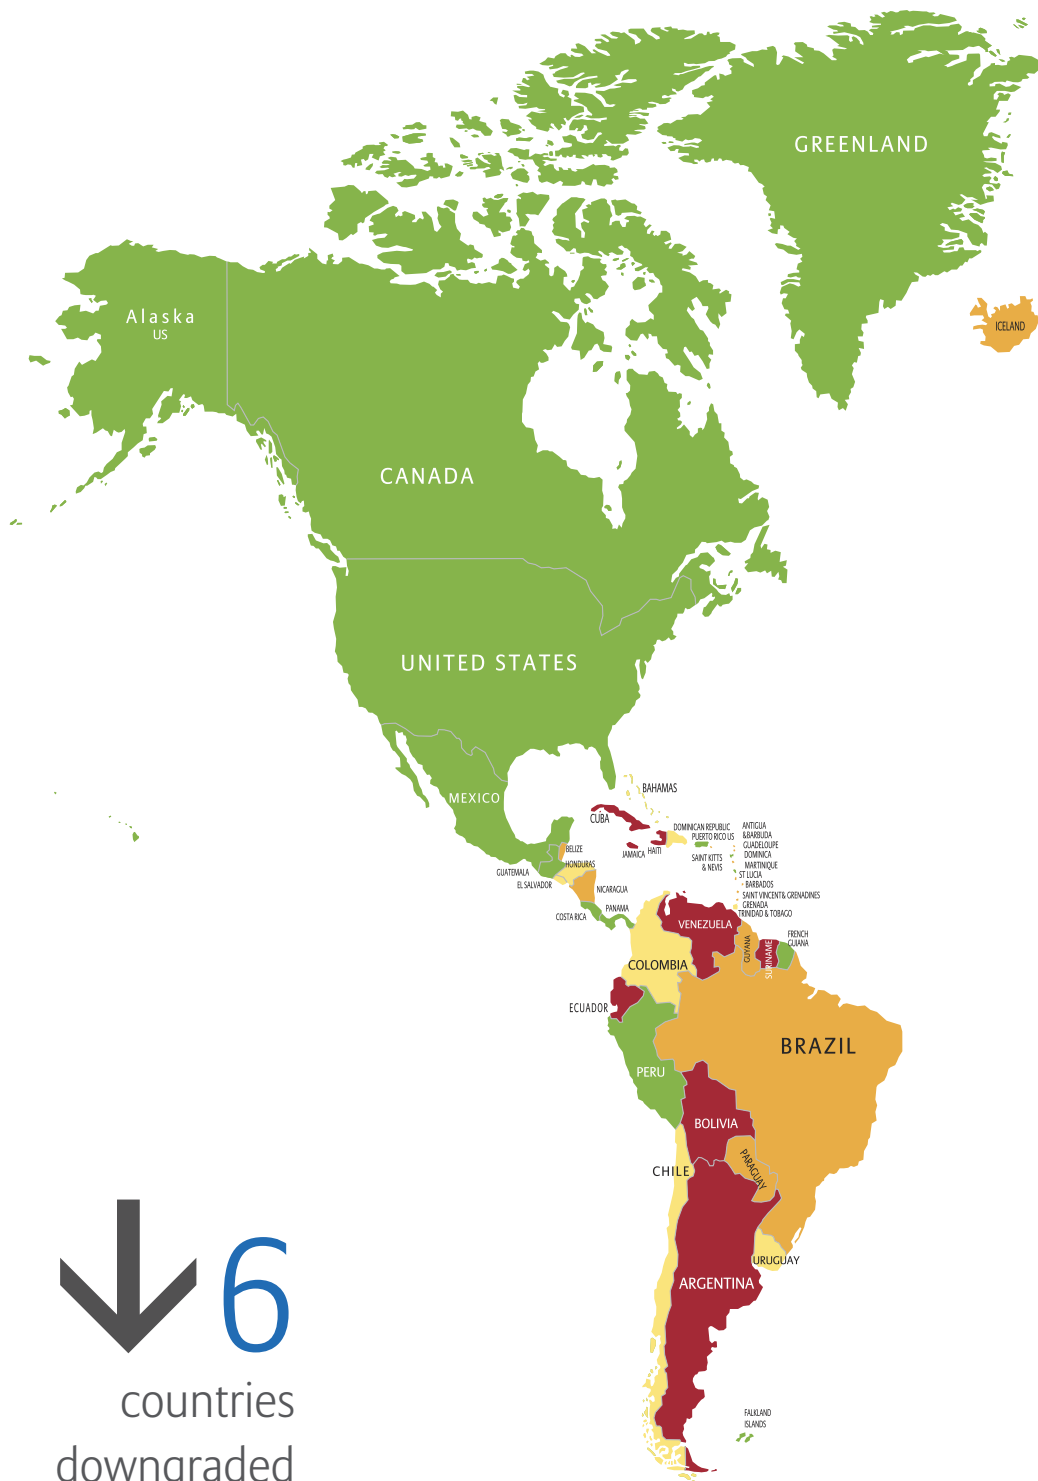 GREENLAND
ICELAND
Alaska
US
CANADA
UNITED STATES
MEXICO
BAHAMAS
CUBA
DOMINICAN REPUBLIC
PUERTO RICO US
JAMAICA
HAITI
ANTIGUA
&BARBUDA
GUADELOUPE
SAINT KITTS
& NEVIS
DOMINICA
MARTINIQUE
ST LUCIA
BARBADOS
SAINT VINCENT& GRENADINES
GRENADA
TRINIDAD & TOBAGO
BELIZE
HONDURAS
GUATEMALA
EL SALVADOR
NICARAGUA
COSTA RICA
PANAMA
VENEZUELA
GUYANA
SURINAME
FRENCH
GUIANA
COLOMBIA
ECUADOR
BRAZIL
PERU
BOLIVIA
PARAGUAY
CHILE
URUGUAY
ARGENTINA
FALKLAND
ISLANDS
6
countries
downgraded